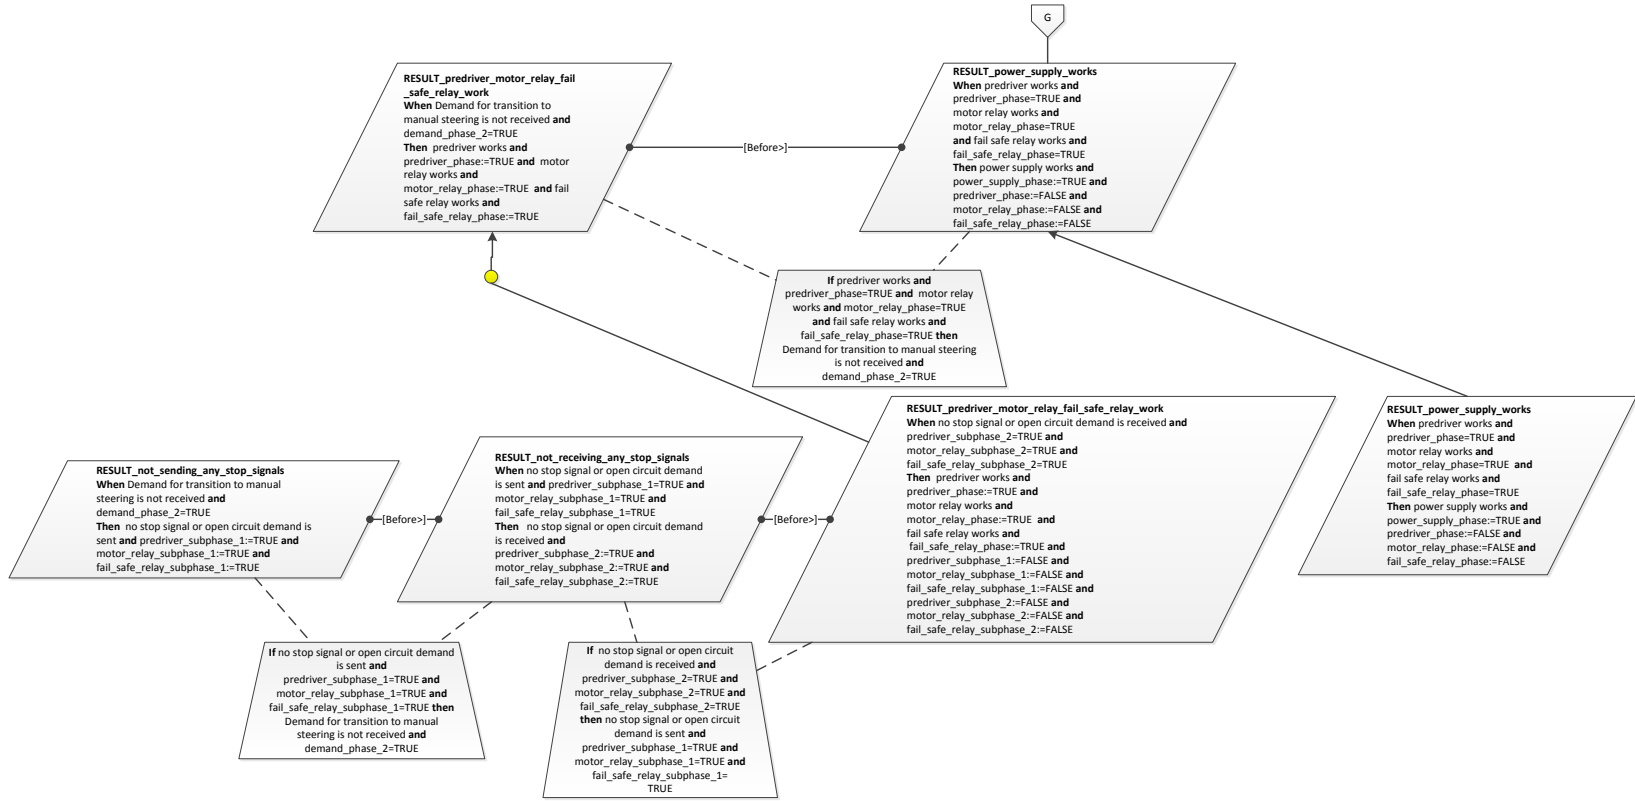 G
RESULT_predriver_motor_relay_fail
_safe_relay_work
When Demand for transition to
manual steering is not received and
demand_phase_2=TRUE
Then predriver works and
predriver_phase:=TRUE and motor
relay works and
motor_relay_phase:=TRUE and fail
safe relay works and
fail_safe_relay_phase:=TRUE
[Before>]
RESULT_power_supply_works
When predriver works and
predriver_phase=TRUE and
motor relay works and
motor_relay_phase=TRUE
and fail safe relay works and
fail_safe_relay_phase=TRUE
Then power supply works and
power_supply_phase:=TRUE and
predriver_phase:=FALSE and
motor_relay_phase:=FALSE and
fail_safe_relay_phase:=FALSE
If predriver works and
predriver_phase=TRUE and motor relay
works and motor_relay_phase=TRUE
and fail safe relay works and
fail_safe_relay_phase=TRUE then
Demand for transition to manual steering
is not received and
demand_phase_2=TRUE
RESULT_not_sending_any_stop_signals
When Demand for transition to manual
steering is not received and
demand_phase_2=TRUE
Then no stop signal or open circuit demand is
sent and predriver_subphase_1:=TRUE and
motor_relay_subphase_1:=TRUE and
fail_safe_relay_subphase_1:=TRUE
[Before>]
RESULT_not_receiving_any_stop_signals
When no stop signal or open circuit demand
is sent and predriver_subphase_1=TRUE and
motor_relay_subphase_1=TRUE and
fail_safe_relay_subphase_1=TRUE
Then no stop signal or open circuit demand
is received and
predriver_subphase_2:=TRUE and
motor_relay_subphase_2:=TRUE and
fail_safe_relay_subphase_2:=TRUE
[Before>]
RESULT_predriver_motor_relay_fail_safe_relay_work
When no stop signal or open circuit demand is received and
predriver_subphase_2=TRUE and
motor_relay_subphase_2=TRUE and
fail_safe_relay_subphase_2=TRUE
Then predriver works and
predriver_phase:=TRUE and
motor relay works and
motor_relay_phase:=TRUE and
fail safe relay works and
fail_safe_relay_phase:=TRUE and
predriver_subphase_1:=FALSE and
motor_relay_subphase_1:=FALSE and
fail_safe_relay_subphase_1:=FALSE and
predriver_subphase_2:=FALSE and
motor_relay_subphase_2:=FALSE and
fail_safe_relay_subphase_2:=FALSE
RESULT_power_supply_works
When predriver works and
predriver_phase=TRUE and
motor relay works and
motor_relay_phase=TRUE and
fail safe relay works and
fail_safe_relay_phase=TRUE
Then power supply works and
power_supply_phase:=TRUE and
predriver_phase:=FALSE and
motor_relay_phase:=FALSE and
fail_safe_relay_phase:=FALSE
If no stop signal or open circuit demand
is sent and
predriver_subphase_1=TRUE and
motor_relay_subphase_1=TRUE and
fail_safe_relay_subphase_1=TRUE then
Demand for transition to manual
steering is not received and
demand_phase_2=TRUE
If no stop signal or open circuit
demand is received and
predriver_subphase_2=TRUE and
motor_relay_subphase_2=TRUE and
fail_safe_relay_subphase_2=TRUE
then no stop signal or open circuit
demand is sent and
predriver_subphase_1=TRUE and
motor_relay_subphase_1=TRUE and
fail_safe_relay_subphase_1=
TRUE